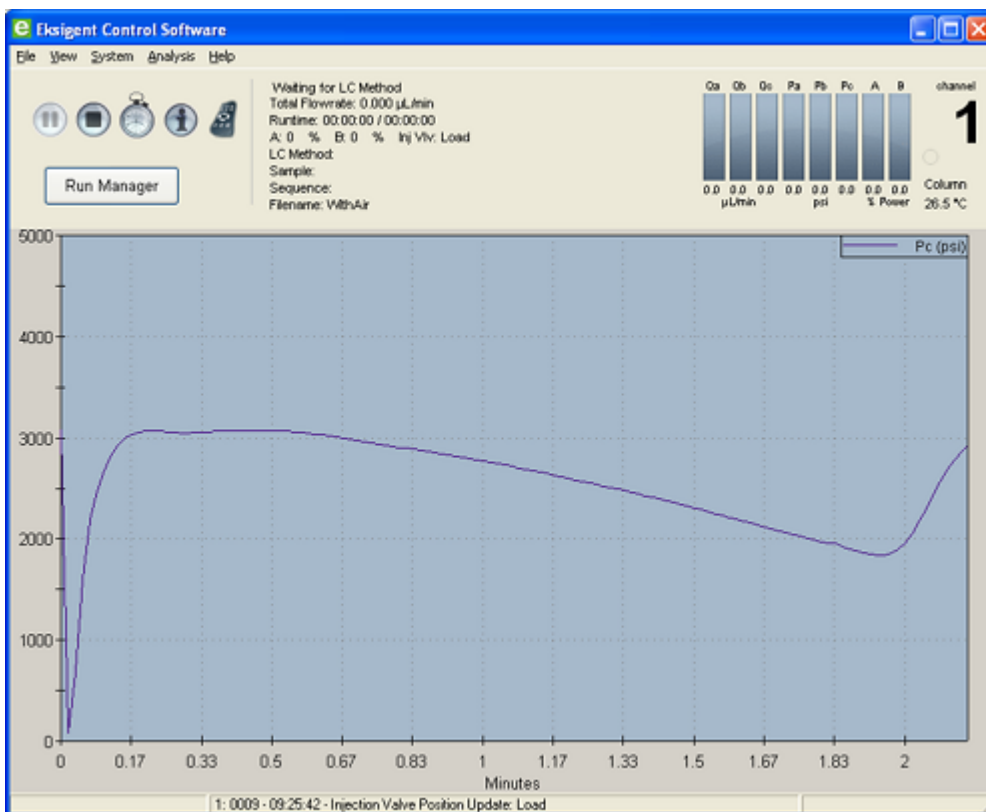 e Eksigent Control Software
File View System Analysis Help
Waiting for LC Method
Total Flowrate: 0.000 µL/min
Runtime: 00:00:00 / 00:00:00
A: 0 % B: 0 % Inj Vlv: Load
LC Method:
Sample:
Sequence:
Filename: WithAir
Run Manager
Qa Qb Qc Pa Pb Pc A B channel
1
0.0 0.0 0.0 0.0 0.0 0.0 0.0 0.0 Column
µL/min psi % Power 26.5 °C
Pc (psi)
5000
4000
3000
2000
1000
0
0 0.17 0.33 0.5 0.67 0.83 1 1.17 1.33 1.5 1.67 1.83 2
Minutes
1: 0009 - 09:25:42 - Injection Valve Position Update: Load